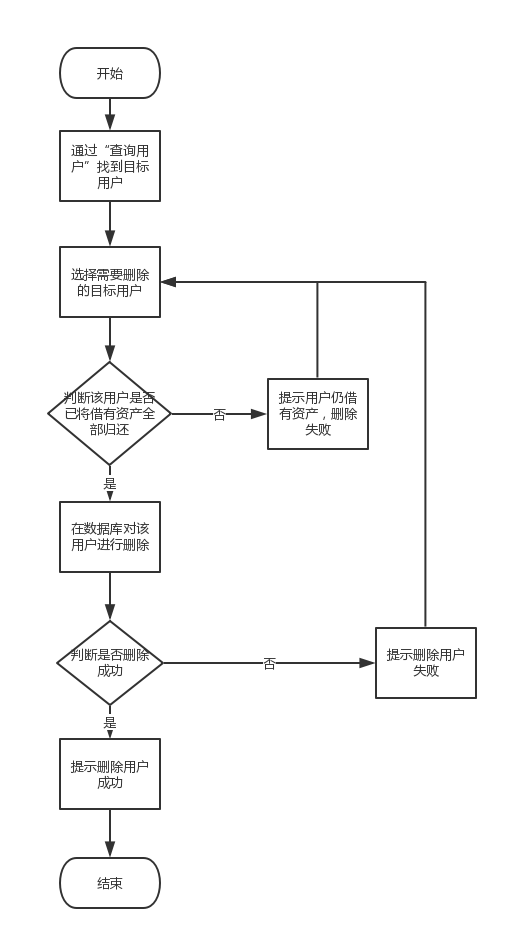 开始
通过“查询用
户”找到目标
用户
选择需要删除
的目标用户
判断该用户是否
已将借有资产全
部归还
否
提示用户仍借
有资产，删除
失败
是
在数据库对该
用户进行删除
判断是否删除
成功
否
提示删除用户
失败
是
提示删除用户
成功
结束